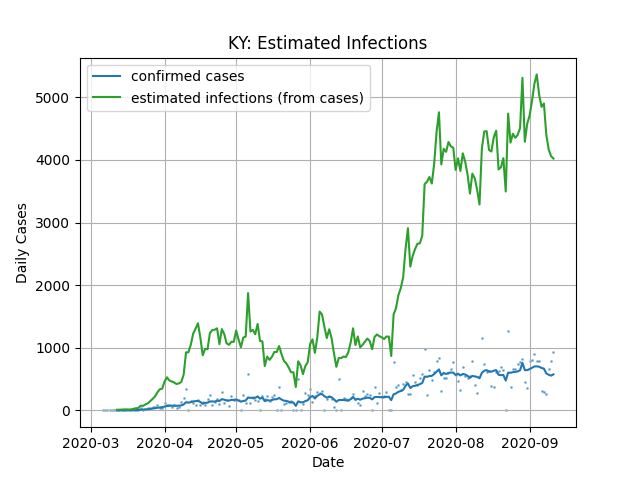 KY: Estimated Infections
confirmed cases
estimated infections (from cases)
Daily Cases
5000
4000
3000
2000
1000
0
2020-03 2020-04 2020-05 2020-06 2020-07 2020-08 2020-09
Date